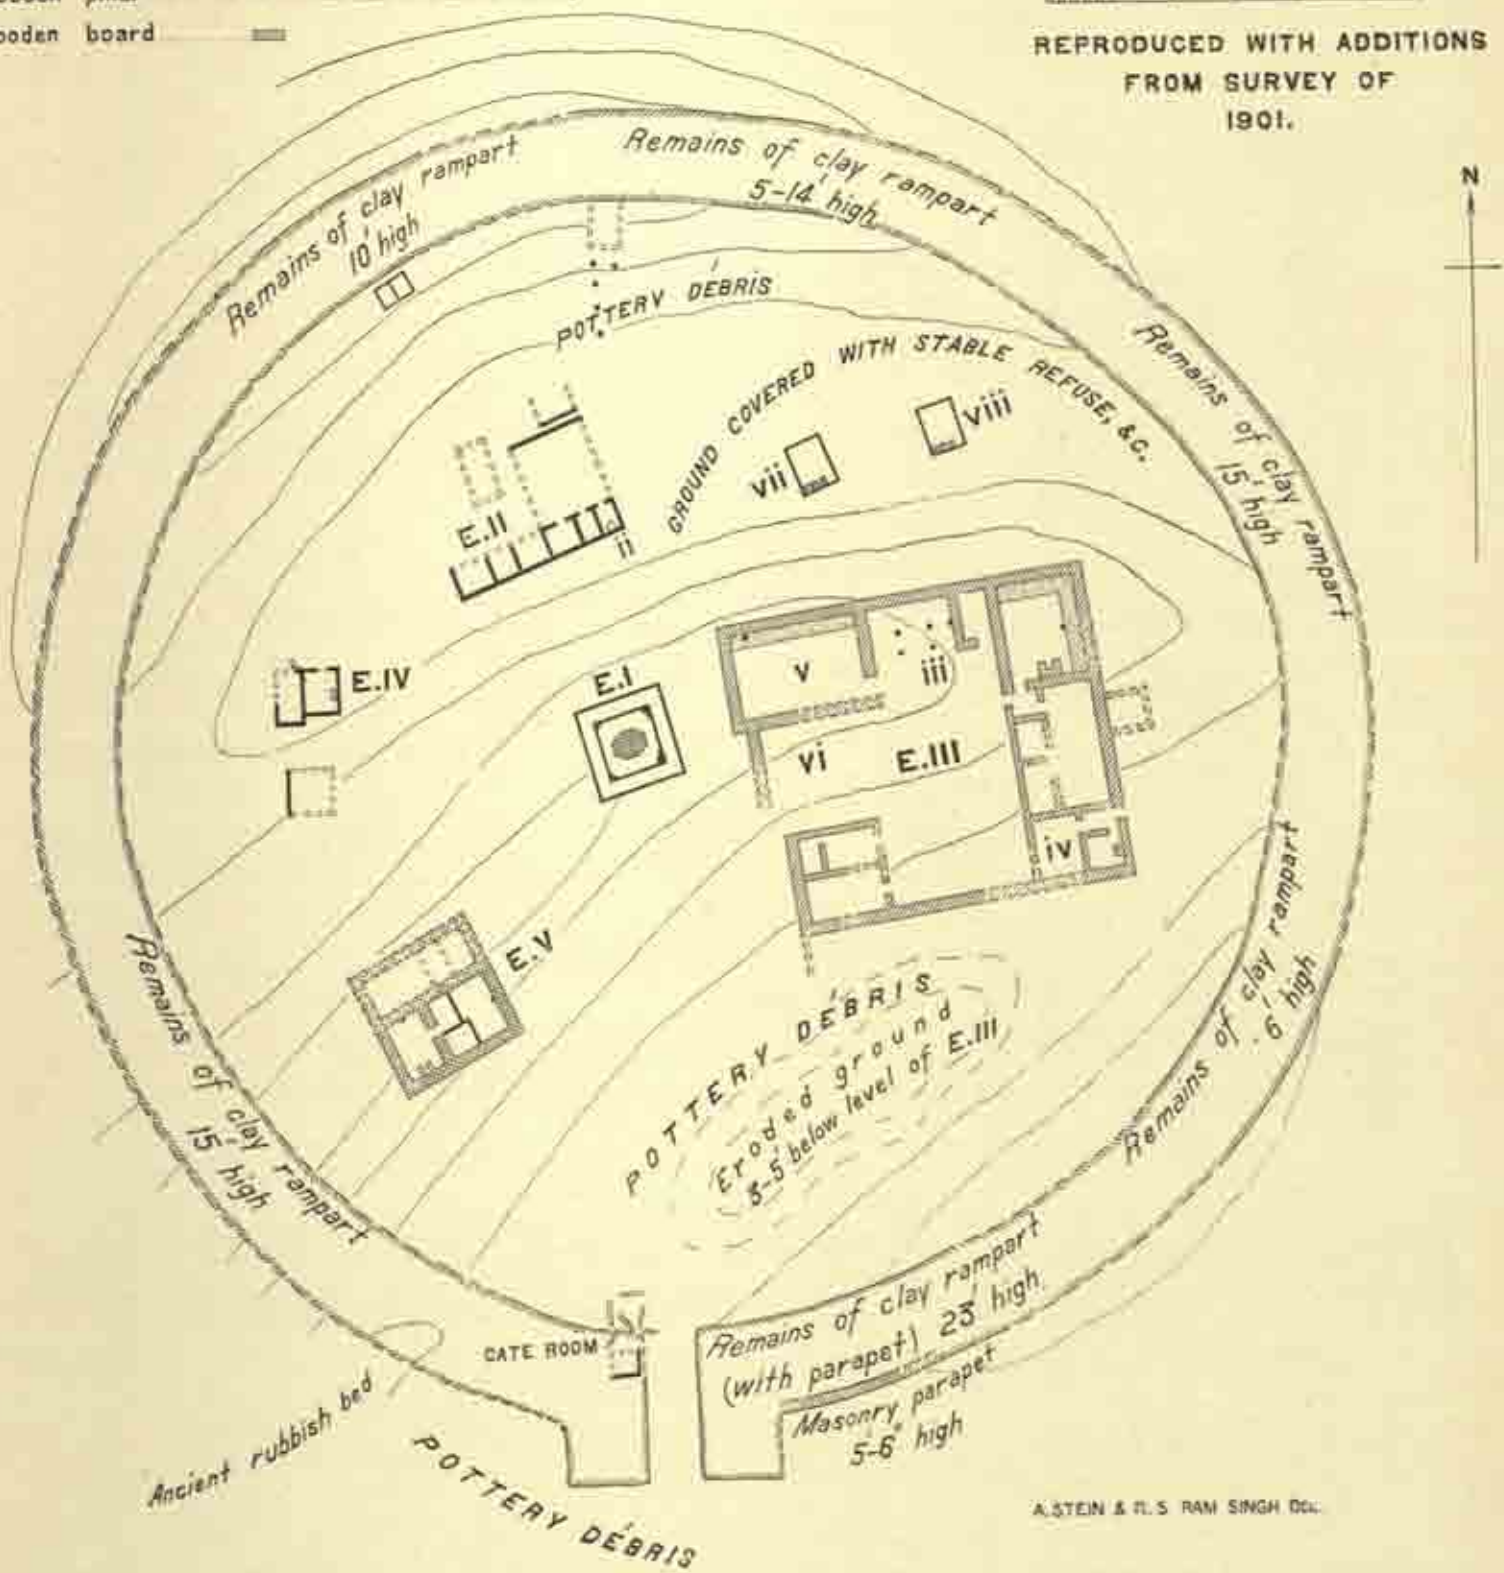 board
REPRODUCED WITH ADDITIONS
FROM SURVEY OF
1901.
N
Remains of clay rampart
10' high
Remains of clay rampart
5-14' high
Remains of clay rampart
15' high
POTTERY DÉBRIS
GROUND COVERED WITH STABLE REFUSE, &C.
viii
vii
E.II
ii
E.IV
E.I
v
iii
vi
E.III
iv
E.V
Remains of clay rampart
15' high
Remains of clay rampart
6' high
POTTERY DÉBRIS
Eroded ground
3-5' below level of E.III
GATE ROOM
Remains of clay rampart
(with parapet) 23' high
Masonry parapet
5-6" high
Ancient rubbish bed
POTTERY DÉBRIS
A. STEIN & R.S. RAM SINGH DEL.